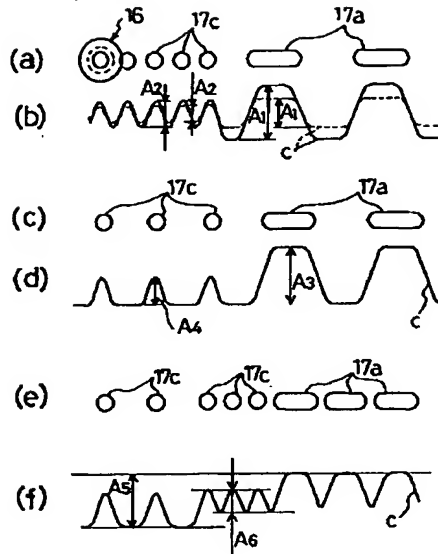 16 17c 17a
(a)
A2 A2
(b) A1 A1
c
17c 17a
(c)
(d)
A4 A3 c
17c 17c 17a
(e)
(f) A5
A6 c